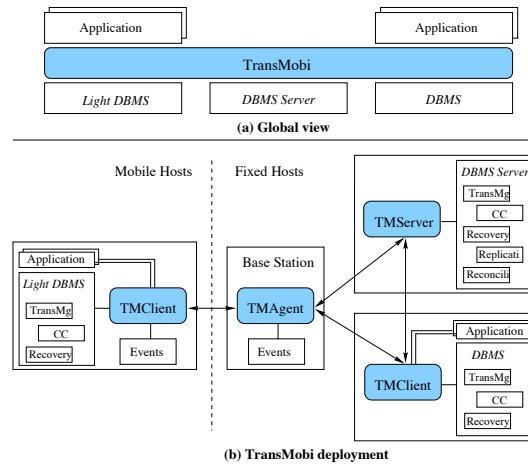 Application
Application
TransMobi
Light DBMS
DBMS Server
DBMS
(a) Global view
Mobile Hosts
Fixed Hosts
DBMS Server
TransMg
CC
Recovery
Replicati
Reconcili
TMServer
Application
Light DBMS
TransMg
CC
Recovery
TMClient
Events
Base Station
TMAgent
Events
Application
DBMS
TransMg
CC
Recovery
TMClient
(b) TransMobi deployment